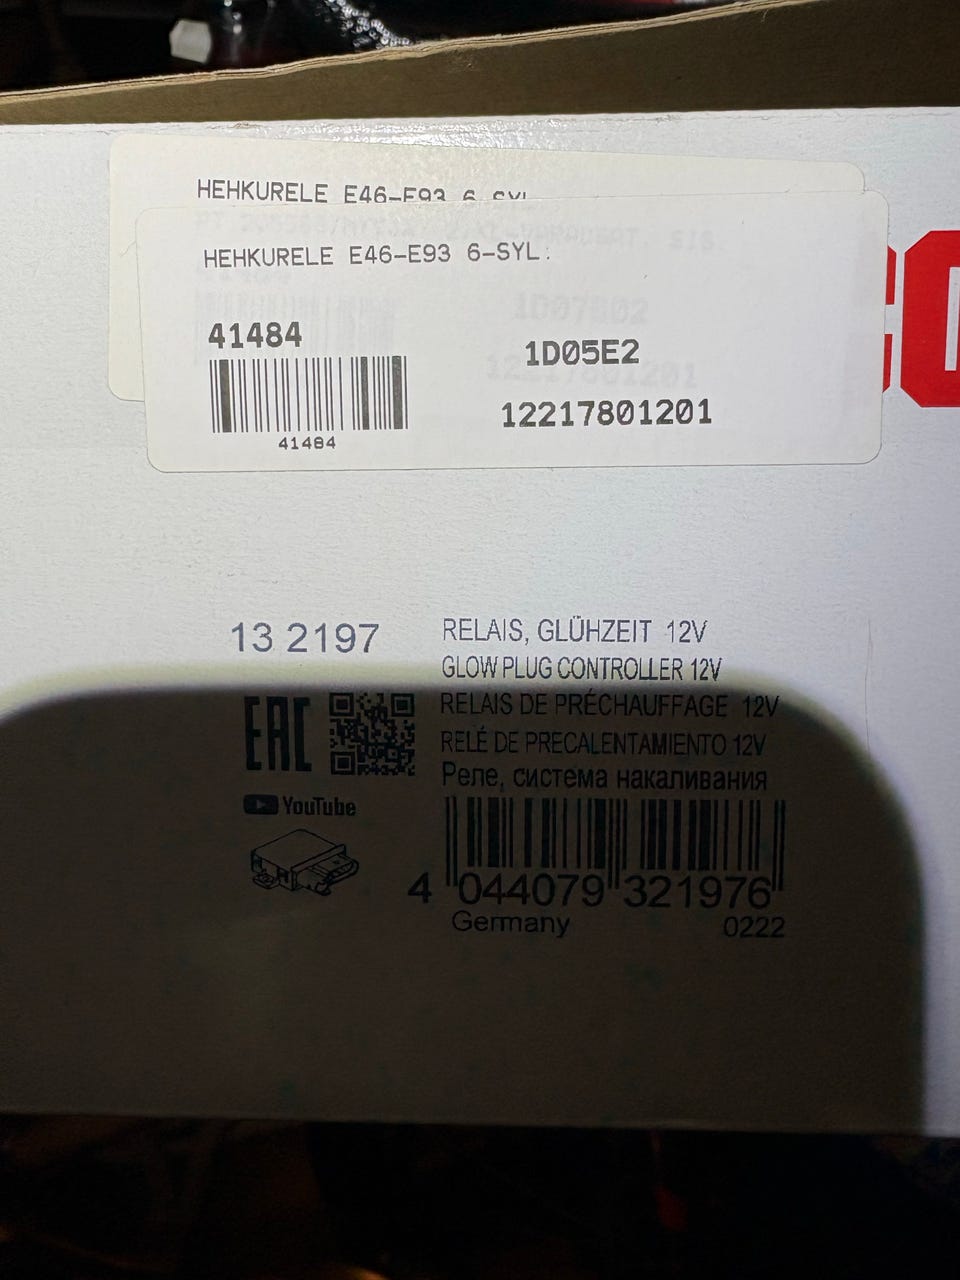 HEHKURELE E46-E93 6 SYL
HEHKURELE E46-E93 6-SYL.
41484
1D05E2
12217801201
41484
13 2197
RELAIS, GLÜHZEIT 12V
GLOW PLUG CONTROLLER 12V
RELAIS DE PRÉCHAUFFAGE 12V
RELÉ DE PRECALENTAMIENTO 12V
Реле, система накаливания
EAC
YouTube
4 044079 321976
Germany 0222